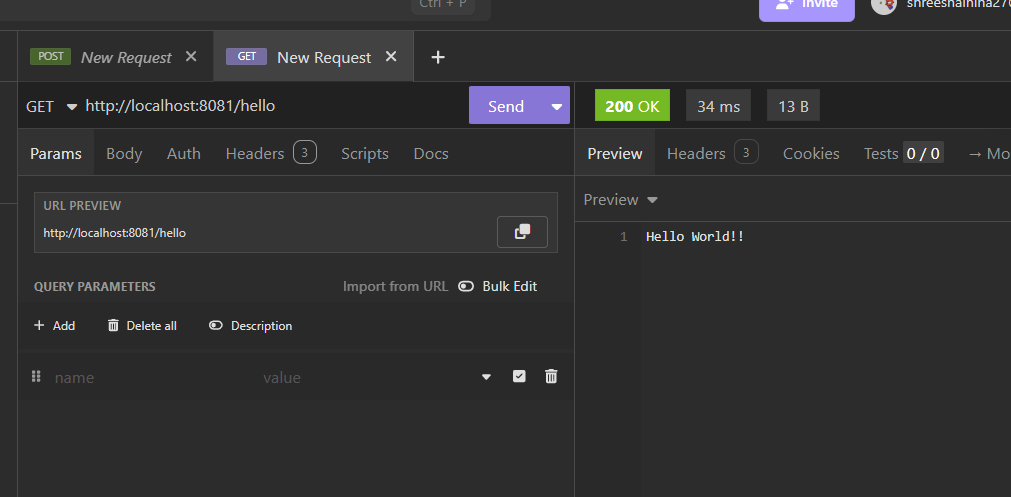 Ctrl + P
Invite
POST New Request
GET New Request
GET http://localhost:8081/hello
Send
200 OK
34 ms
13 B
Params Body Auth Headers 3 Scripts Docs
Preview Headers 3 Cookies Tests 0 / 0 → Mo
Preview
URL PREVIEW
http://localhost:8081/hello
1 Hello World!!
QUERY PARAMETERS
Import from URL Bulk Edit
Add Delete all Description
name value